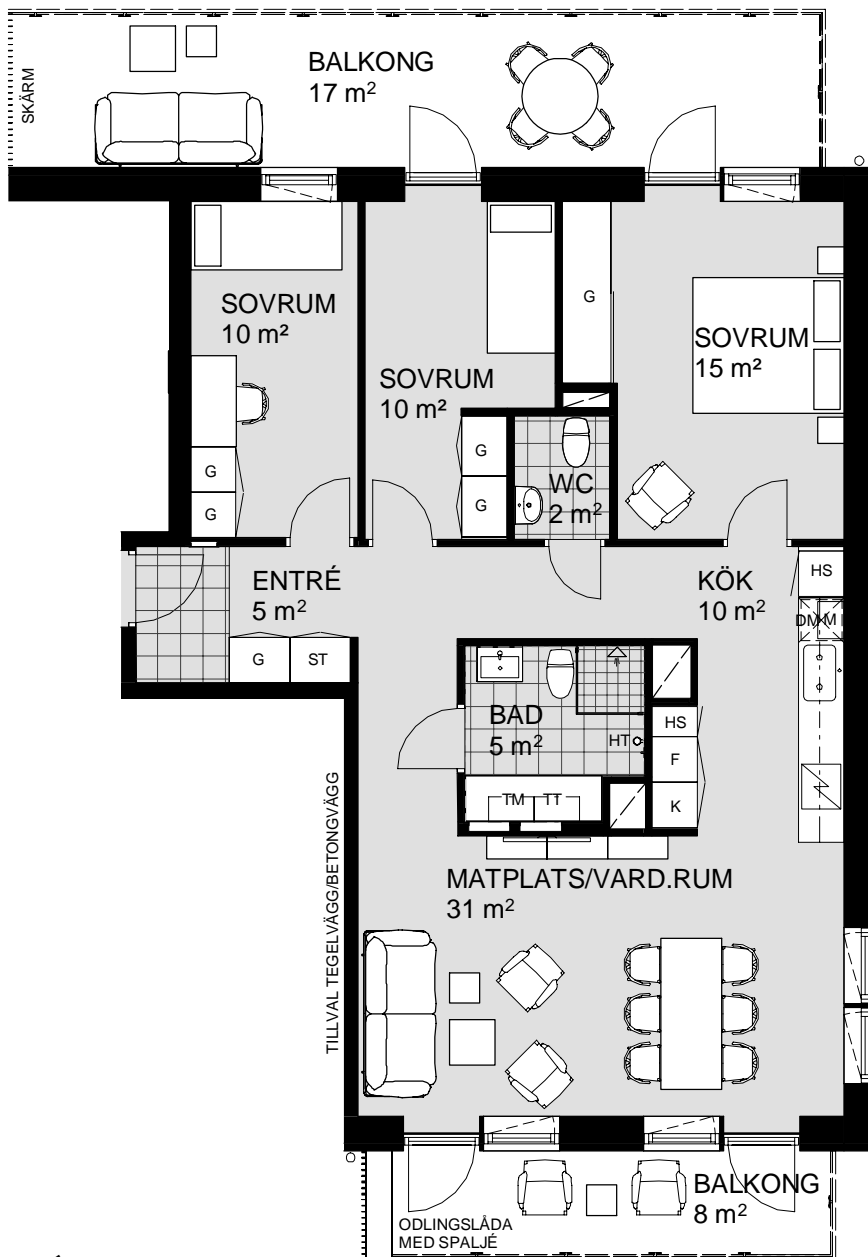 BALKONG
17 m²
SKÄRM
SOVRUM
10 m²
SOVRUM
10 m²
G
SOVRUM
15 m²
G
G
G
G
WC
2 m²
ENTRÉ
5 m²
KÖK
10 m²
HS
DM
M
G
ST
BAD
5 m²
HT
HS
F
K
TM
TT
TILLVAL TEGELVÄGG/BETONGVÄGG
MATPLATS/VARD.RUM
31 m²
BALKONG
8 m²
ODLINGSLÅDA
MED SPALJÉ